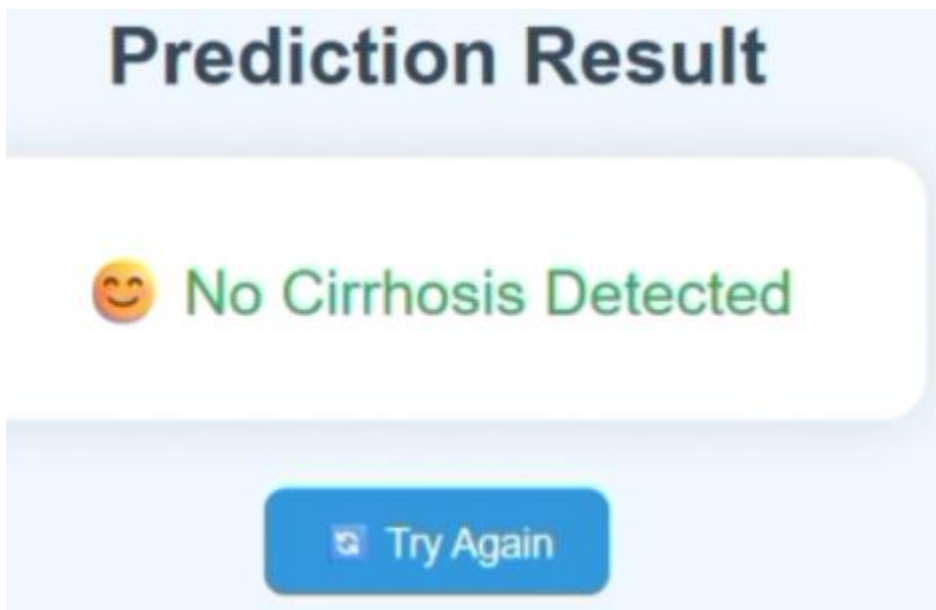 Prediction Result
😊 No Cirrhosis Detected
🔄 Try Again